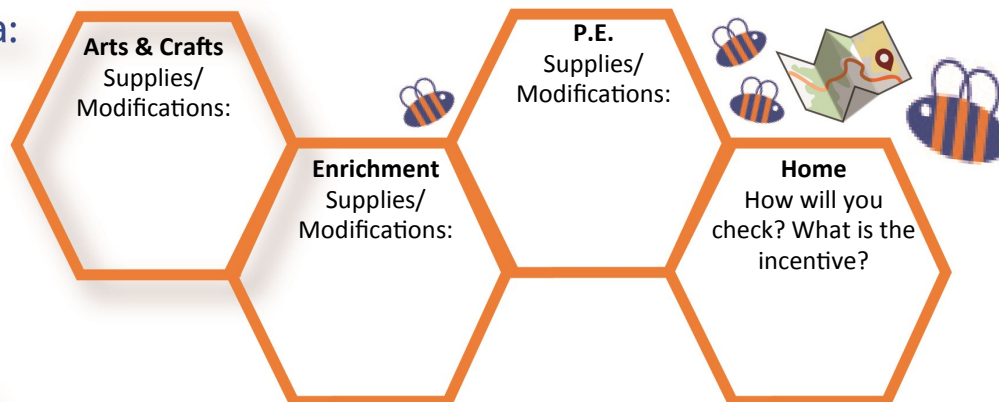 a:
Arts & Crafts
Supplies/
Modifications:
P.E.
Supplies/
Modifications:
Enrichment
Supplies/
Modifications:
Home
How will you
check? What is the
incentive?